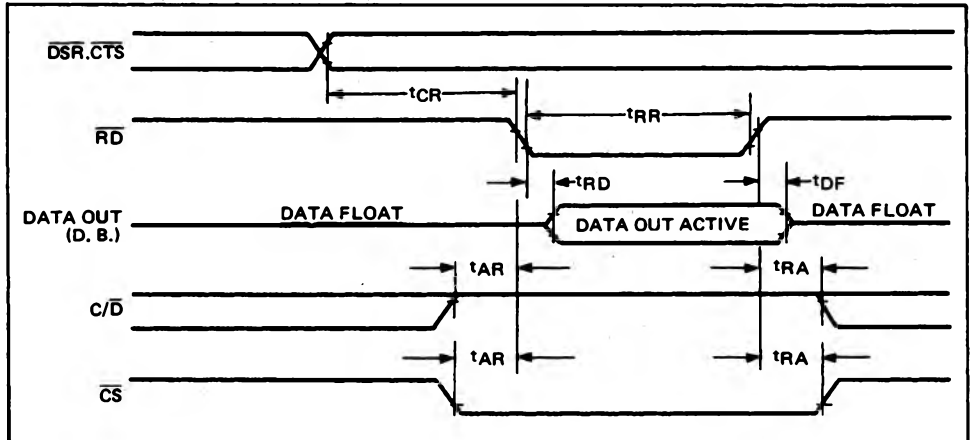 DSR.CTS
tCR
RD
tRR
tRD
tDF
DATA OUT
(D. B.)
DATA FLOAT
DATA OUT ACTIVE
DATA FLOAT
tAR
tRA
C/D
tAR
tRA
CS